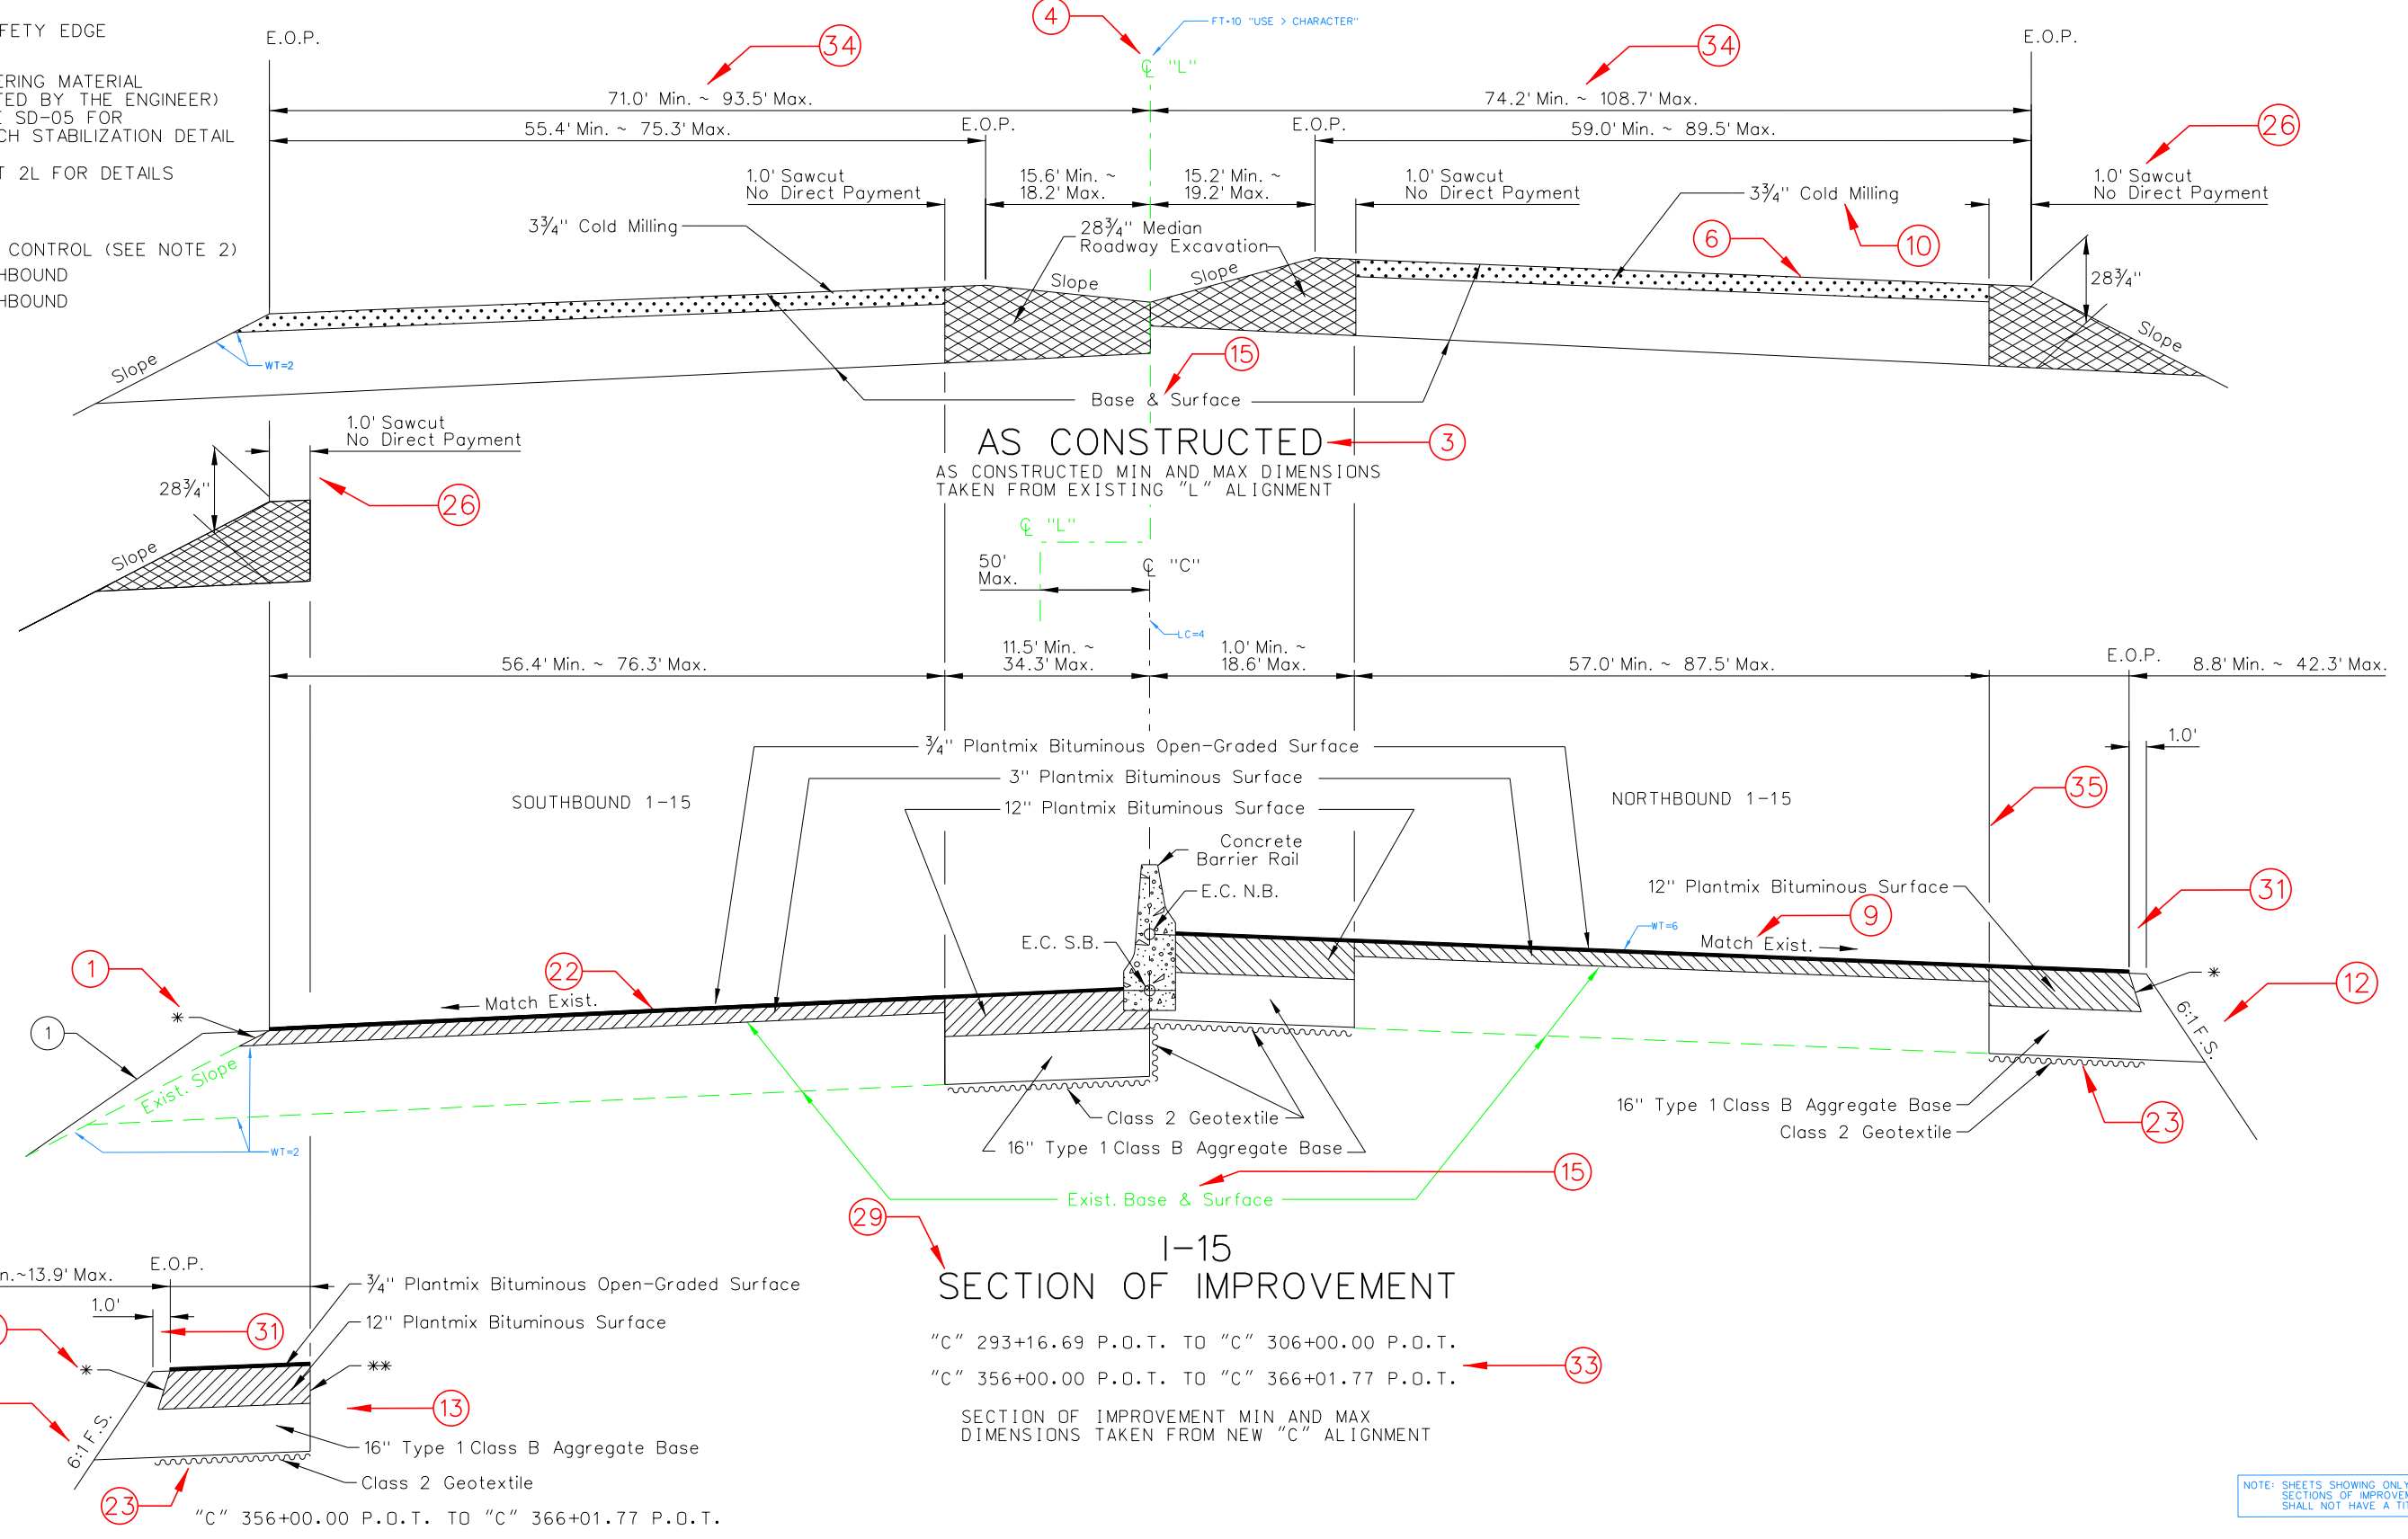 FETY EDGE
ERING MATERIAL
TED BY THE ENGINEER)
SD-05 FOR
CH STABILIZATION DETAIL
T 2L FOR DETAILS
CONTROL (SEE NOTE 2)
HBOUND
HBOUND
E.O.P.
34
4
FT=10 "USE > CHARACTER"
34
E.O.P.
℄ "L"
71.0' Min. ~ 93.5' Max.
74.2' Min. ~ 108.7' Max.
55.4' Min. ~ 75.3' Max.
E.O.P.
E.O.P.
59.0' Min. ~ 89.5' Max.
26
1.0' Sawcut
No Direct Payment
15.6' Min. ~
18.2' Max.
15.2' Min. ~
19.2' Max.
1.0' Sawcut
No Direct Payment
3¾" Cold Milling
1.0' Sawcut
No Direct Payment
3¾" Cold Milling
28¾" Median
Roadway Excavation
6
10
Slope
Slope
28¾"
Slope
WT=2
15
Slope
Base & Surface
1.0' Sawcut
No Direct Payment
AS CONSTRUCTED
3
AS CONSTRUCTED MIN AND MAX DIMENSIONS
TAKEN FROM EXISTING "L" ALIGNMENT
28¾"
26
Slope
℄ "L"
50'
Max.
℄ "C"
LC=4
56.4' Min. ~ 76.3' Max.
11.5' Min. ~
34.3' Max.
1.0' Min. ~
18.6' Max.
57.0' Min. ~ 87.5' Max.
E.O.P.
8.8' Min. ~ 42.3' Max.
¾" Plantmix Bituminous Open-Graded Surface
1.0'
3" Plantmix Bituminous Surface
35
SOUTHBOUND 1-15
12" Plantmix Bituminous Surface
NORTHBOUND 1-15
Concrete
Barrier Rail
E.C. N.B.
12" Plantmix Bituminous Surface
31
9
WT=6
E.C. S.B.
Match Exist.
1
22
*
12
Match Exist.
*
1
6:1 F.S.
Exist. Slope
Class 2 Geotextile
16" Type 1 Class B Aggregate Base
16" Type 1 Class B Aggregate Base
Class 2 Geotextile
23
WT=2
15
Exist. Base & Surface
29
I-15
SECTION OF IMPROVEMENT
n.~13.9' Max.
E.O.P.
¾" Plantmix Bituminous Open-Graded Surface
1.0'
31
12" Plantmix Bituminous Surface
*
**
"C" 293+16.69 P.O.T. TO "C" 306+00.00 P.O.T.
33
"C" 356+00.00 P.O.T. TO "C" 366+01.77 P.O.T.
13
SECTION OF IMPROVEMENT MIN AND MAX
DIMENSIONS TAKEN FROM NEW "C" ALIGNMENT
6:1 F.S.
16" Type 1 Class B Aggregate Base
Class 2 Geotextile
23
"C" 356+00.00 P.O.T. TO "C" 366+01.77 P.O.T.
NOTE: SHEETS SHOWING ONLY
SECTIONS OF IMPROVEM
SHALL NOT HAVE A TI